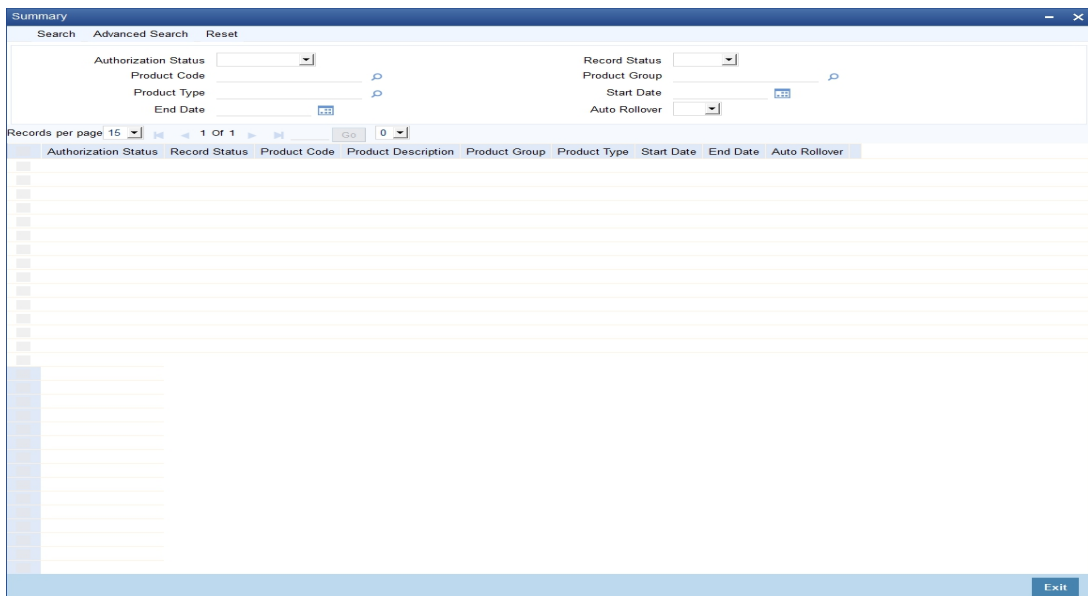 Summary
Search Advanced Search Reset
Authorization Status Record Status
Product Code Product Group
Product Type Start Date
End Date Auto Rollover
Records per page 15 1 Of 1 Go 0
Authorization Status Record Status Product Code Product Description Product Group Product Type Start Date End Date Auto Rollover
Exit